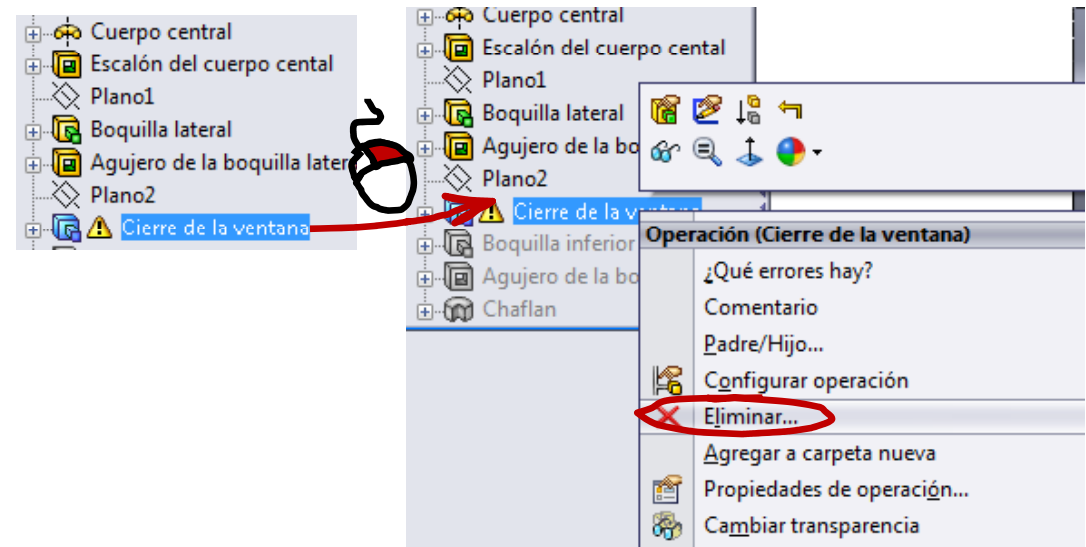 Cuerpo central
Escalón del cuerpo cental
Plano1
Boquilla lateral
Agujero de la boquilla latera
Plano2
Cierre de la ventana
Cuerpo central
Escalón del cuerpo cental
Plano1
Boquilla lateral
Agujero de la bo
Plano2
Cierre de la ventana
Boquilla inferior
Agujero de la bo
Chaflan
Operación (Cierre de la ventana)
¿Qué errores hay?
Comentario
Padre/Hijo...
Configurar operación
Eliminar...
Agregar a carpeta nueva
Propiedades de operación...
Cambiar transparencia